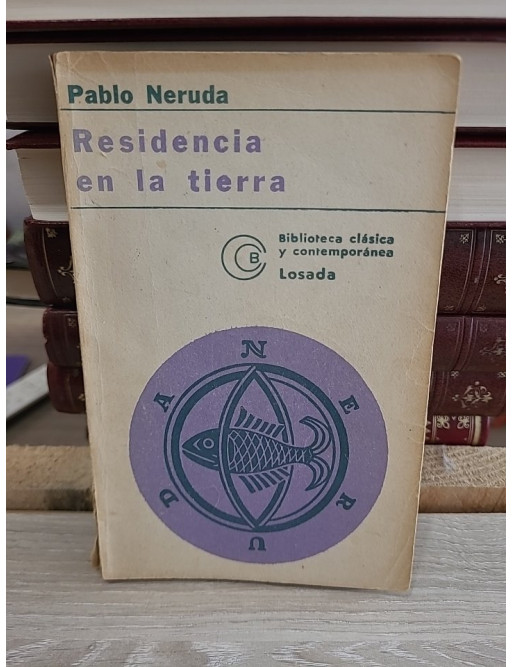 Pablo Neruda
Residencia
en la tierra
B
Biblioteca clásica
y contemporánea
Losada
NERUDA